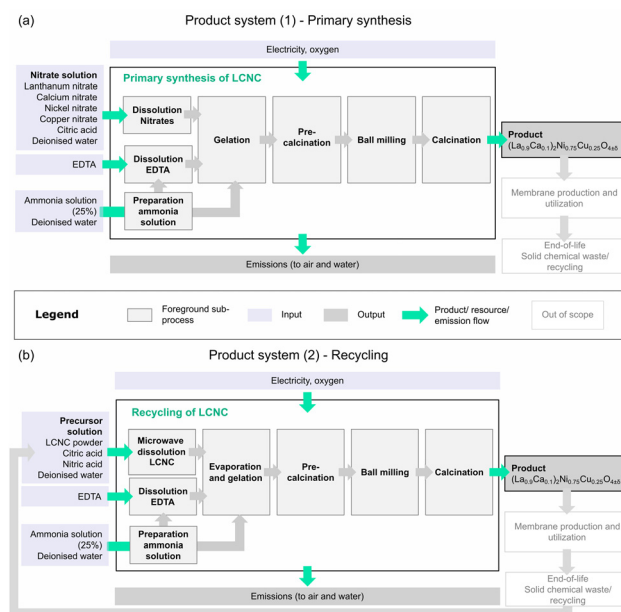 (a)
Product system (1) - Primary synthesis
Electricity, oxygen
Nitrate solution
Lanthanum nitrate
Calcium nitrate
Nickel nitrate
Copper nitrate
Citric acid
Deionised water
EDTA
Ammonia solution
(25%)
Deionised water
Primary synthesis of LCNC
Dissolution
Nitrates
Dissolution
EDTA
Preparation
ammonia
solution
Gelation
Pre-
calcination
Ball milling
Calcination
Product
(La₀.₉Ca₀.₁)₂Ni₀.₇₅Cu₀.₂₅O₄±δ
Membrane production and
utilization
End-of-life
Solid chemical waste/
recycling
Emissions (to air and water)
Legend
Foreground sub-
process
Input
Output
Product/ resource/
emission flow
Out of scope
(b)
Product system (2) - Recycling
Electricity, oxygen
Precursor
solution
LCNC powder
Citric acid
Nitric acid
Deionised water
EDTA
Ammonia solution
(25%)
Deionised water
Recycling of LCNC
Microwave
dissolution
LCNC
Dissolution
EDTA
Preparation
ammonia
solution
Evaporation
and gelation
Pre-
calcination
Ball milling
Calcination
Product
(La₀.₉Ca₀.₁)₂Ni₀.₇₅Cu₀.₂₅O₄±δ
Membrane production and
utilization
End-of-life
Solid chemical waste/
recycling
Emissions (to air and water)